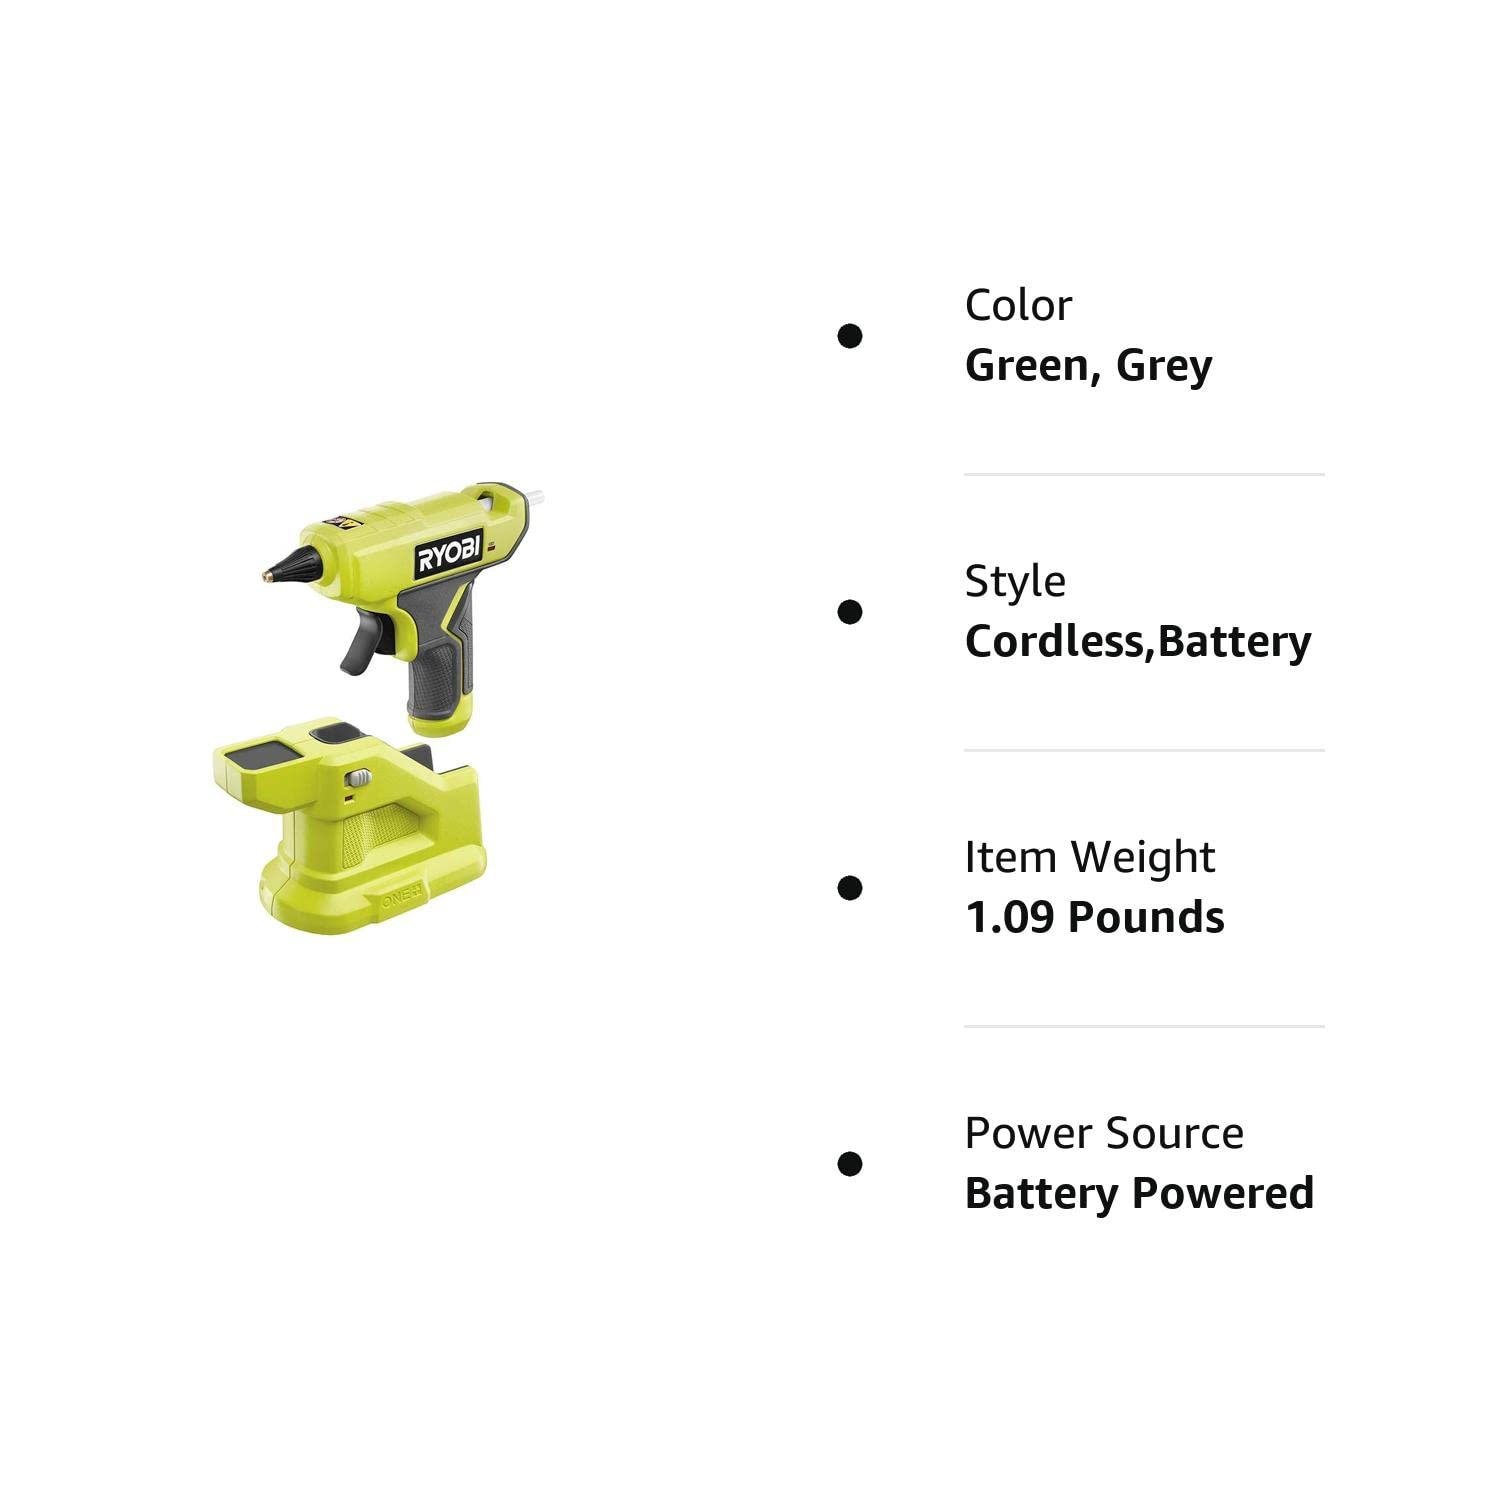 RYOBI
ONE+
Color
Green, Grey
Style
Cordless,Battery
Item Weight
1.09 Pounds
Power Source
Battery Powered